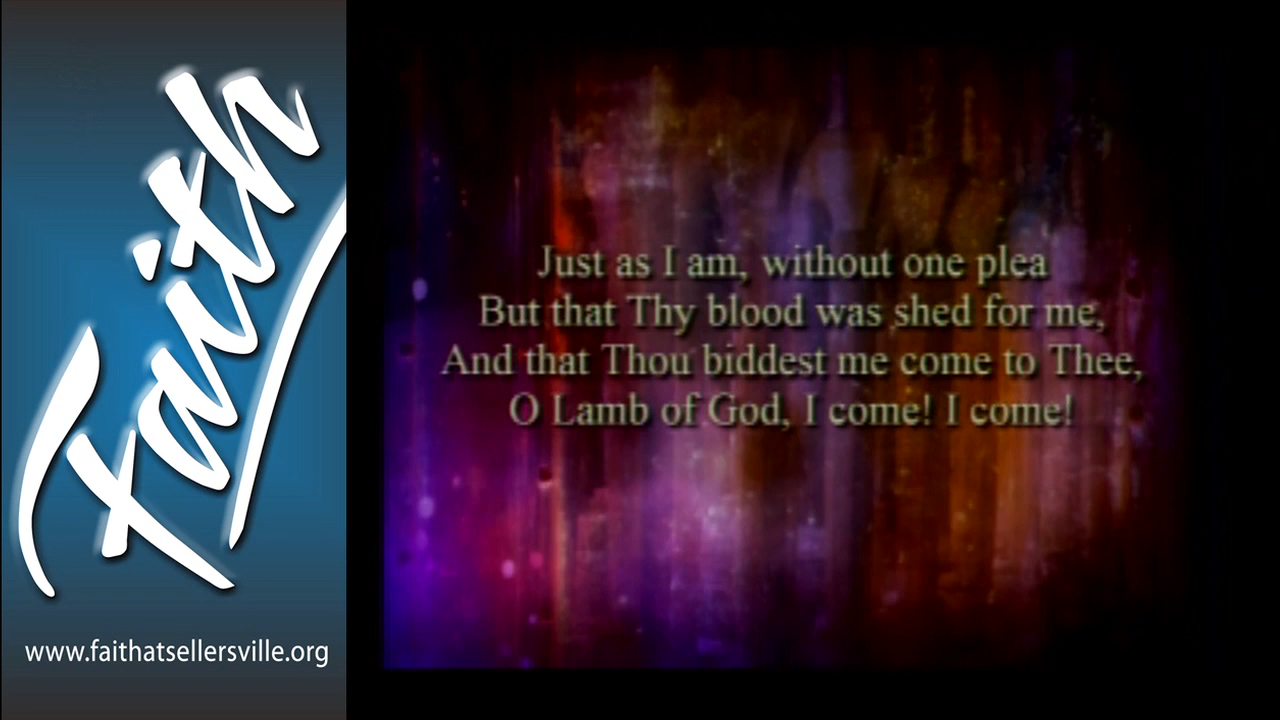 Faith
www.faithatsellersville.org
Just as I am, without one plea
But that Thy blood was shed for me,
And that Thou biddest me come to Thee,
O Lamb of God, I come! I come!